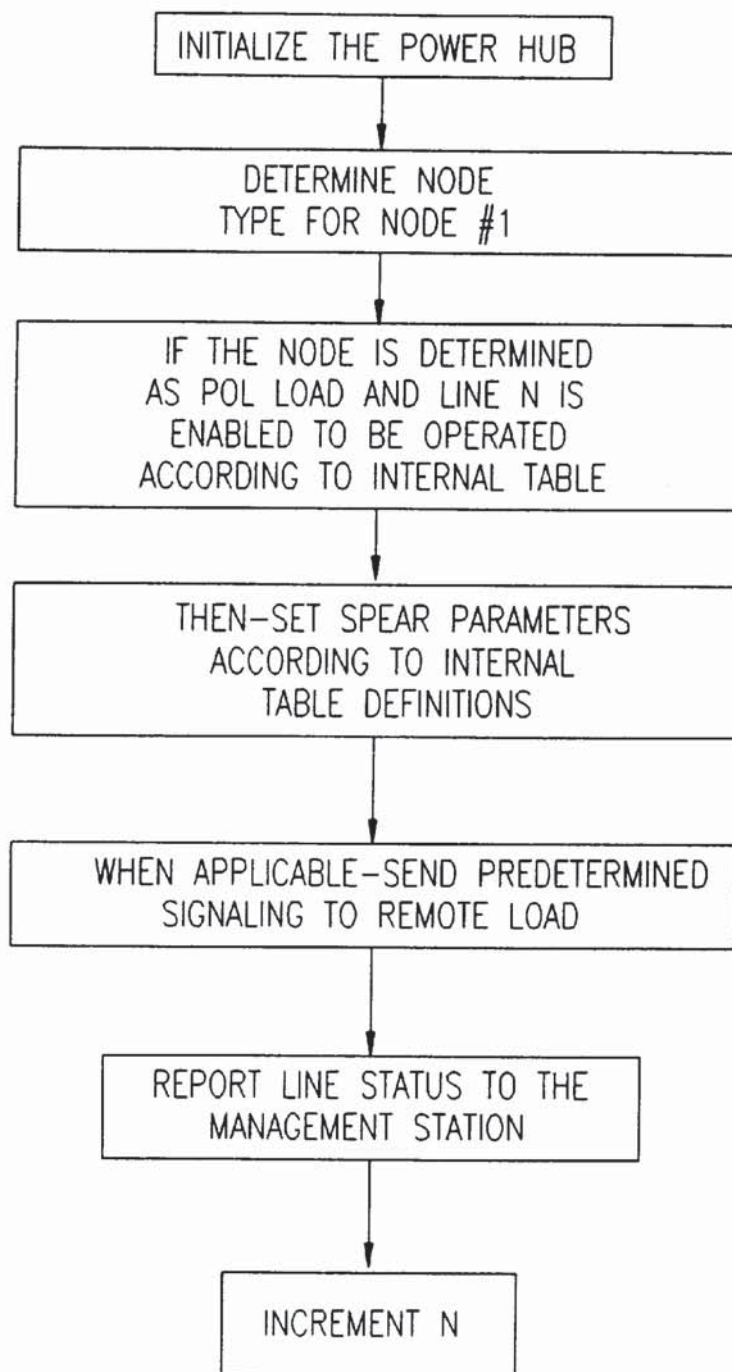 INITIALIZE THE POWER HUB
DETERMINE NODE
TYPE FOR NODE #1
IF THE NODE IS DETERMINED
AS POL LOAD AND LINE N IS
ENABLED TO BE OPERATED
ACCORDING TO INTERNAL TABLE
THEN-SET SPEAR PARAMETERS
ACCORDING TO INTERNAL
TABLE DEFINITIONS
WHEN APPLICABLE-SEND PREDETERMINED
SIGNALING TO REMOTE LOAD
REPORT LINE STATUS TO THE
MANAGEMENT STATION
INCREMENT N